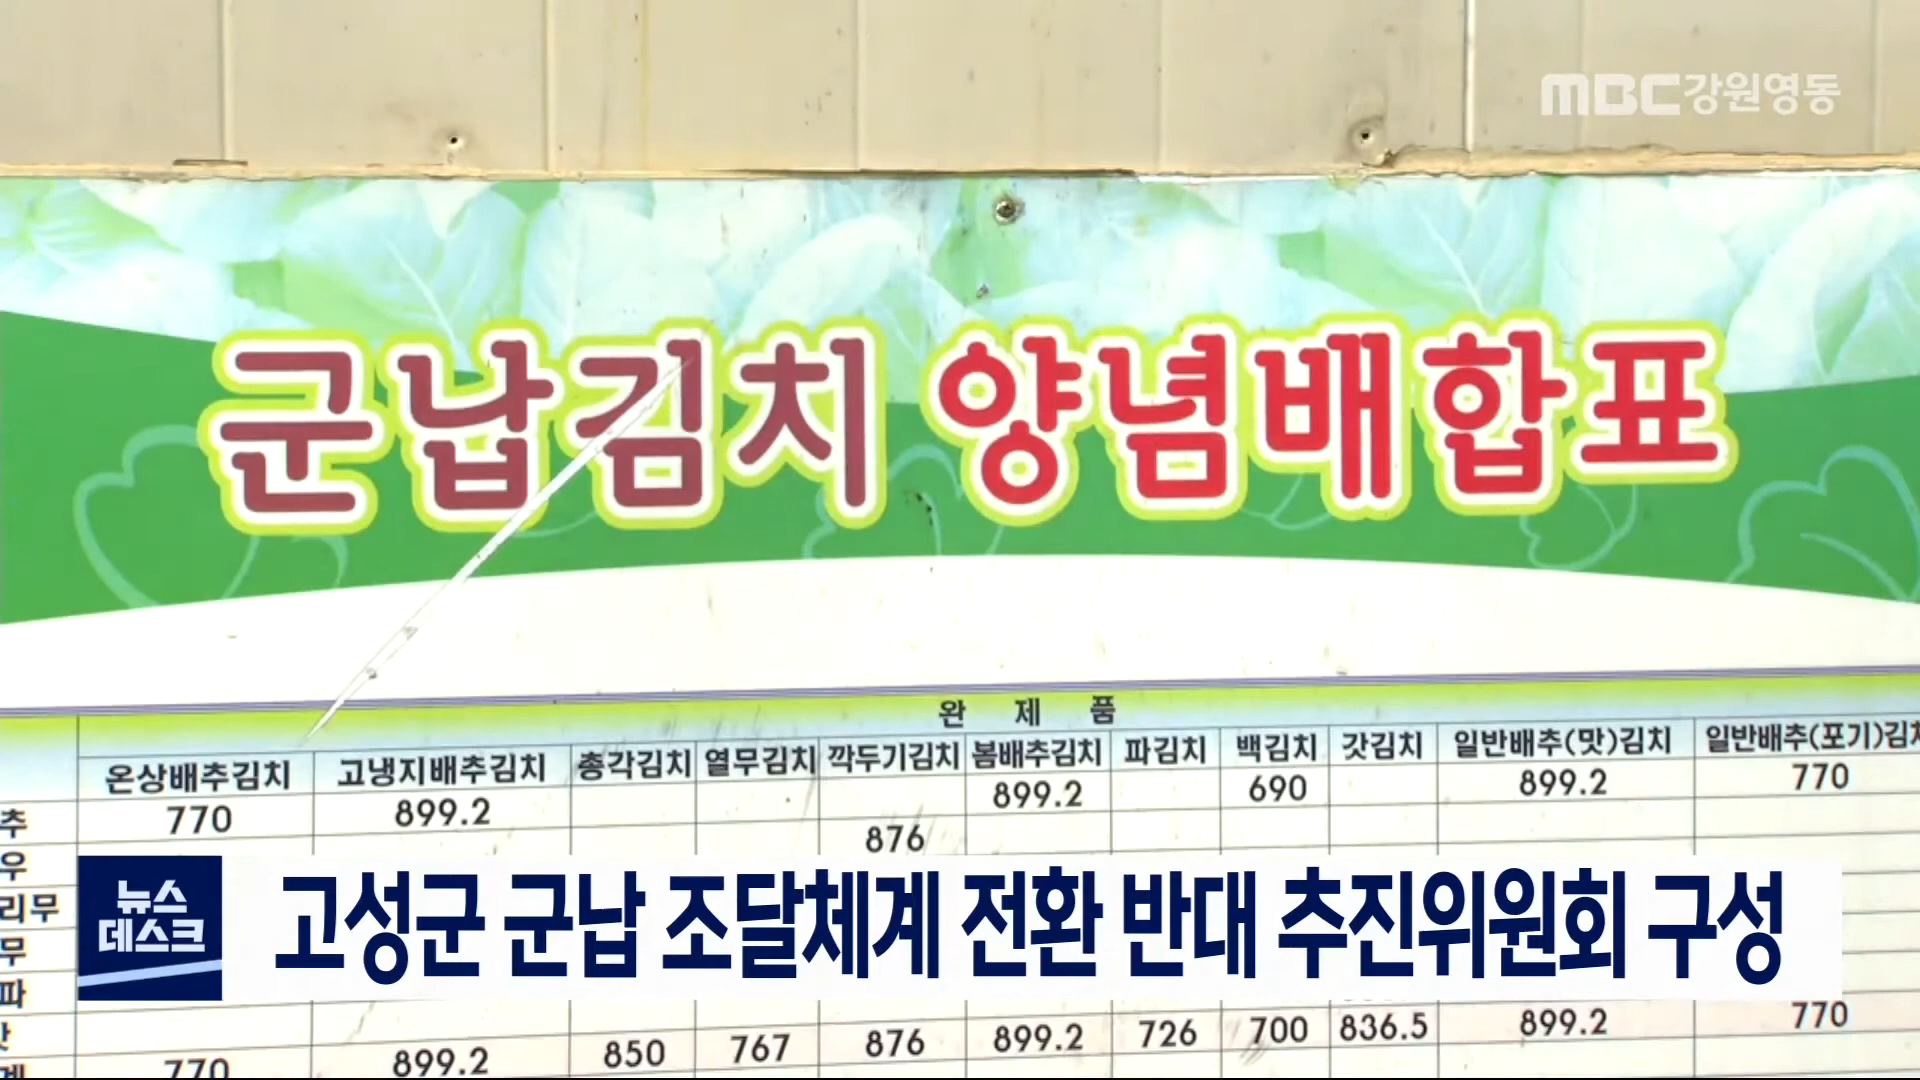 MBC강원영동
군납김치 양념배합표
완 제 품
온상배추김치 고냉지배추김치 총각김치 열무김치 깍두기김치 봄배추김치 파김치 백김치 갓김치 일반배추(맛)김치 일반배추(포기)김치
추 770 899.2 899.2 690 899.2 770
우 876
리무
무
파
뉴스
데스크
고성군 군납 조달체계 전환 반대 추진위원회 구성
갓
계 770 899.2 850 767 876 899.2 726 700 836.5 899.2 770